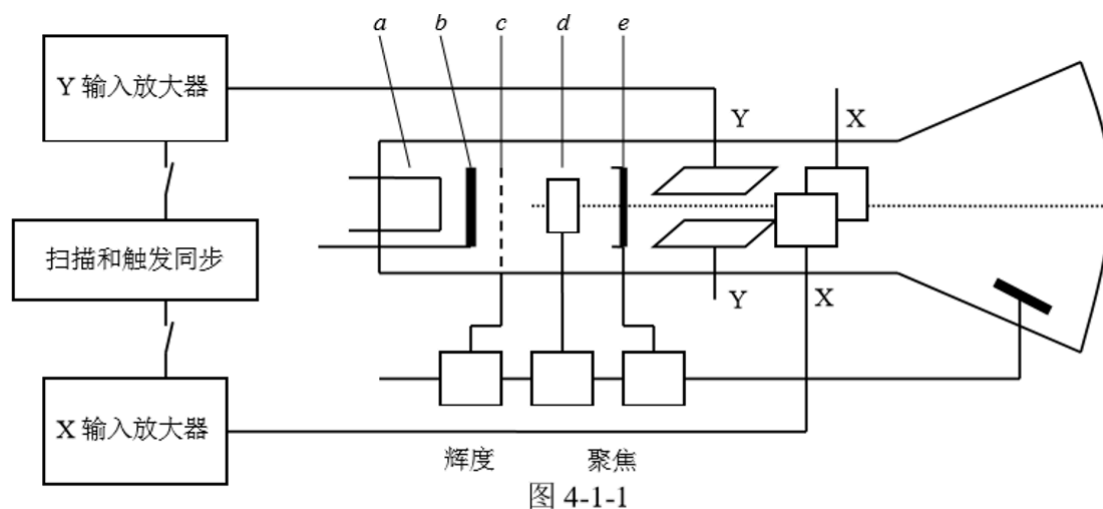 a b c d e
Y 输入放大器
Y X
扫描和触发同步
Y X
X 输入放大器
辉度 聚焦
图 4-1-1